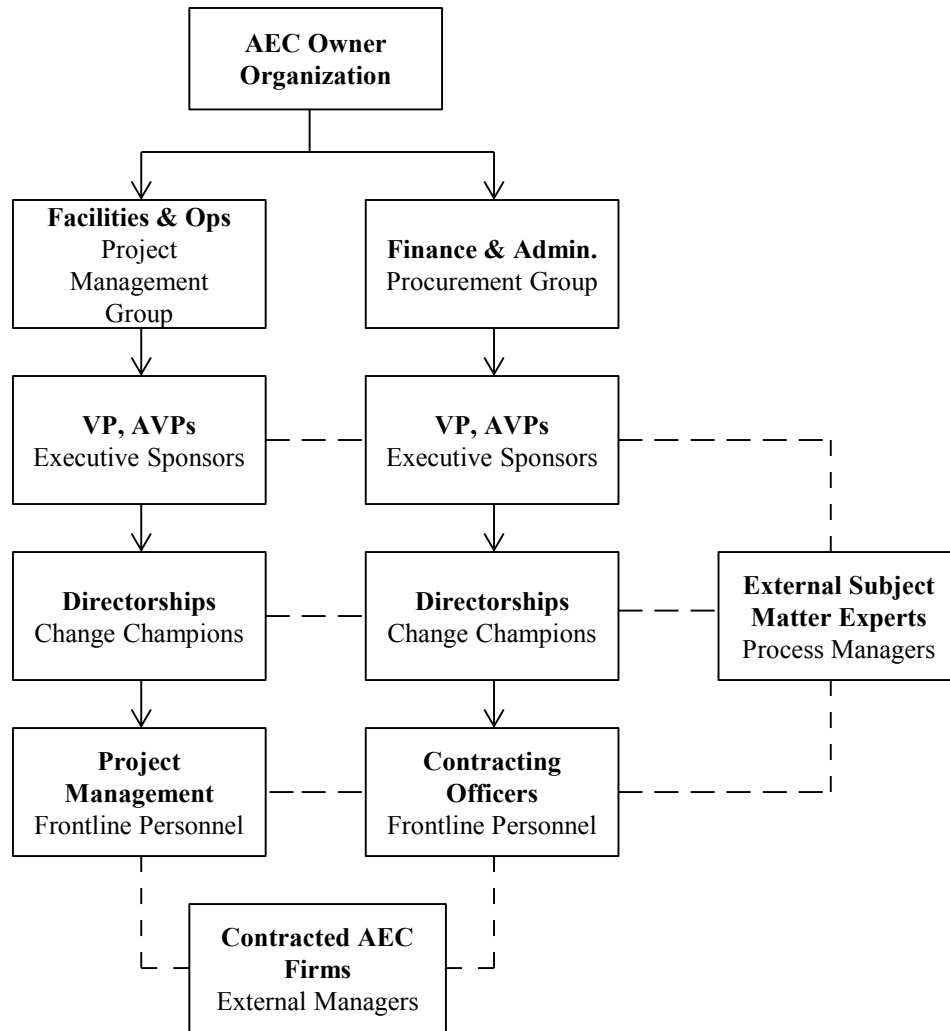 AEC Owner
Organization
Facilities & Ops
Project
Management
Group
Finance & Admin.
Procurement Group
VP, AVPs
Executive Sponsors
VP, AVPs
Executive Sponsors
Directorships
Change Champions
Directorships
Change Champions
External Subject
Matter Experts
Process Managers
Project
Management
Frontline Personnel
Contracting
Officers
Frontline Personnel
Contracted AEC
Firms
External Managers